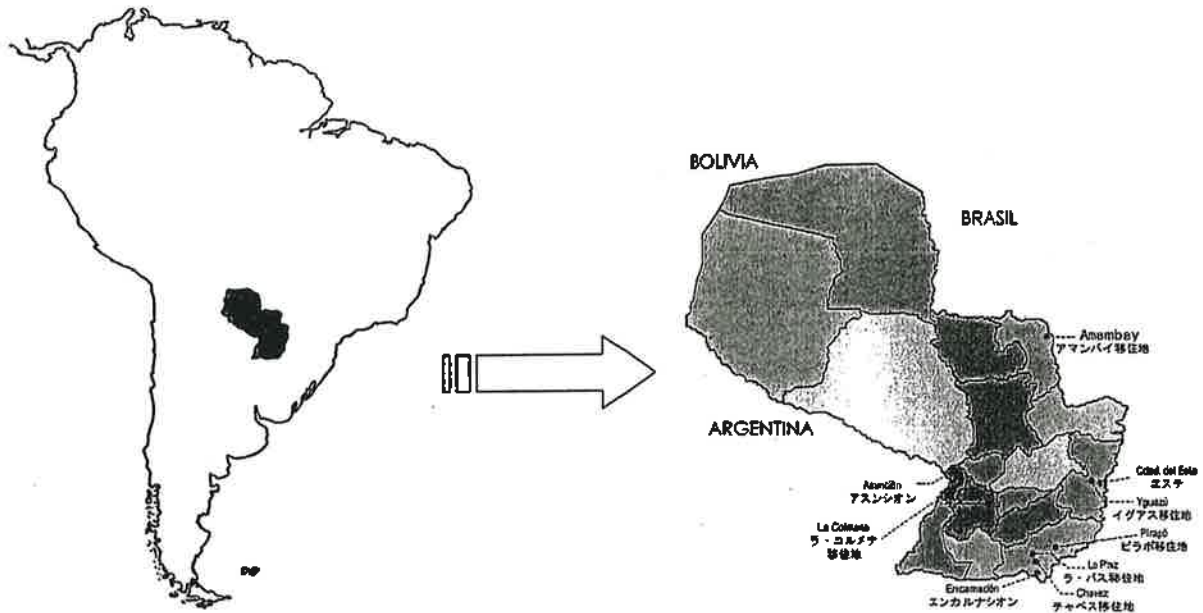 BOLIVIA
BRASIL
Amambay
アマンバイ移住地
ARGENTINA
Asunción
アスンシオン
Cdad. del Este
エステ
Yguazú
イグアス移住地
La Colmena
ラ・コルメナ
移住地
Pirapó
ピラポ移住地
La Paz
ラ・パス移住地
Encarnación
エンカルナシオン
Chavez
チャベス移住地